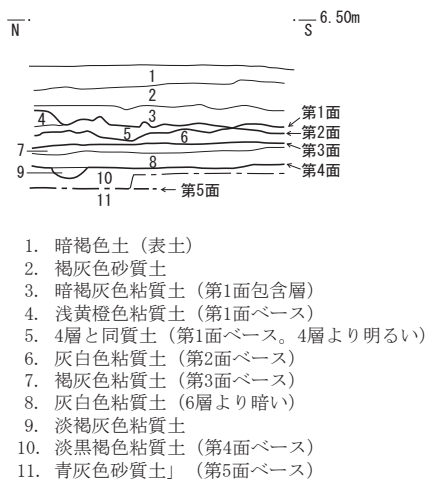 N
S 6.50m
1
2
3
第1面
4
第2面
5
6
7
第3面
8
第4面
9
10
第5面
11
1. 暗褐色土（表土）
2. 褐灰色砂質土
3. 暗褐灰色粘質土（第1面包含層）
4. 浅黄橙色粘質土（第1面ベース）
5. 4層と同質土（第1面ベース。4層より明るい）
6. 灰白色粘質土（第2面ベース）
7. 褐灰色粘質土（第3面ベース）
8. 灰白色粘質土（6層より暗い）
9. 淡褐灰色粘質土
10. 淡黒褐色粘質土（第4面ベース）
11. 青灰色砂質土」（第5面ベース）